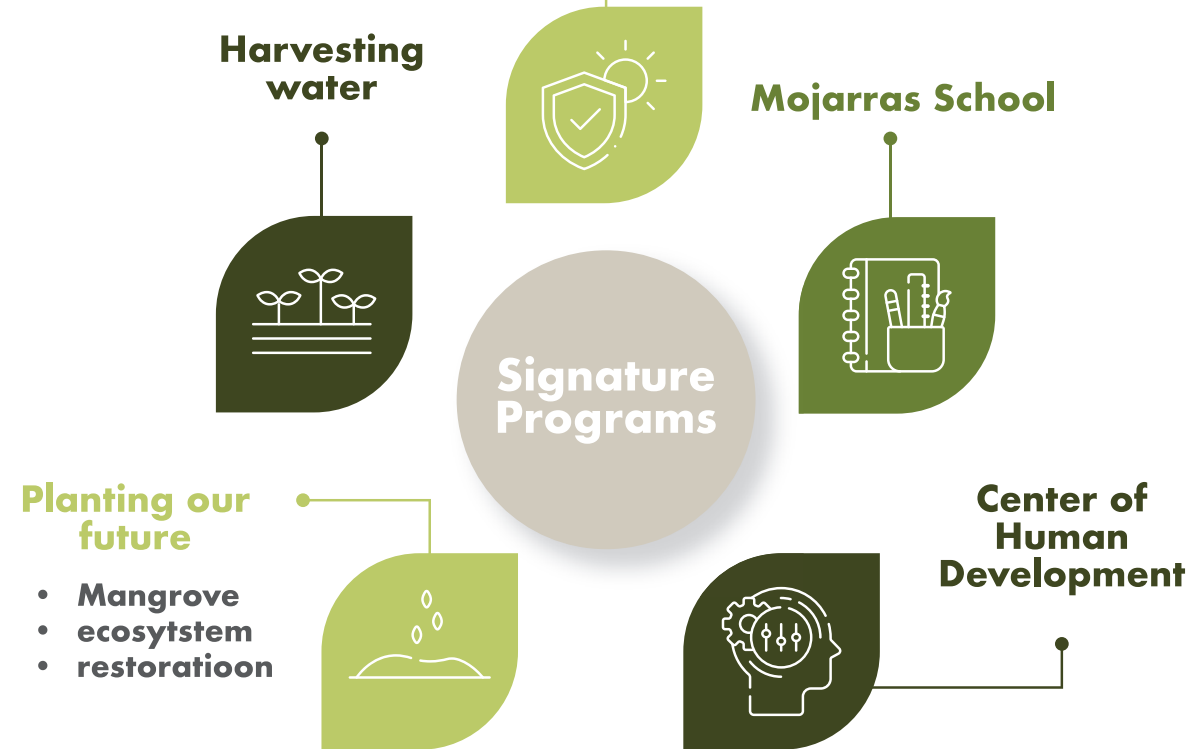 Harvesting
water
Mojarras School
Signature
Programs
Planting our
future
• Mangrove
• ecosytstem
• restoratioon
Center of
Human
Development